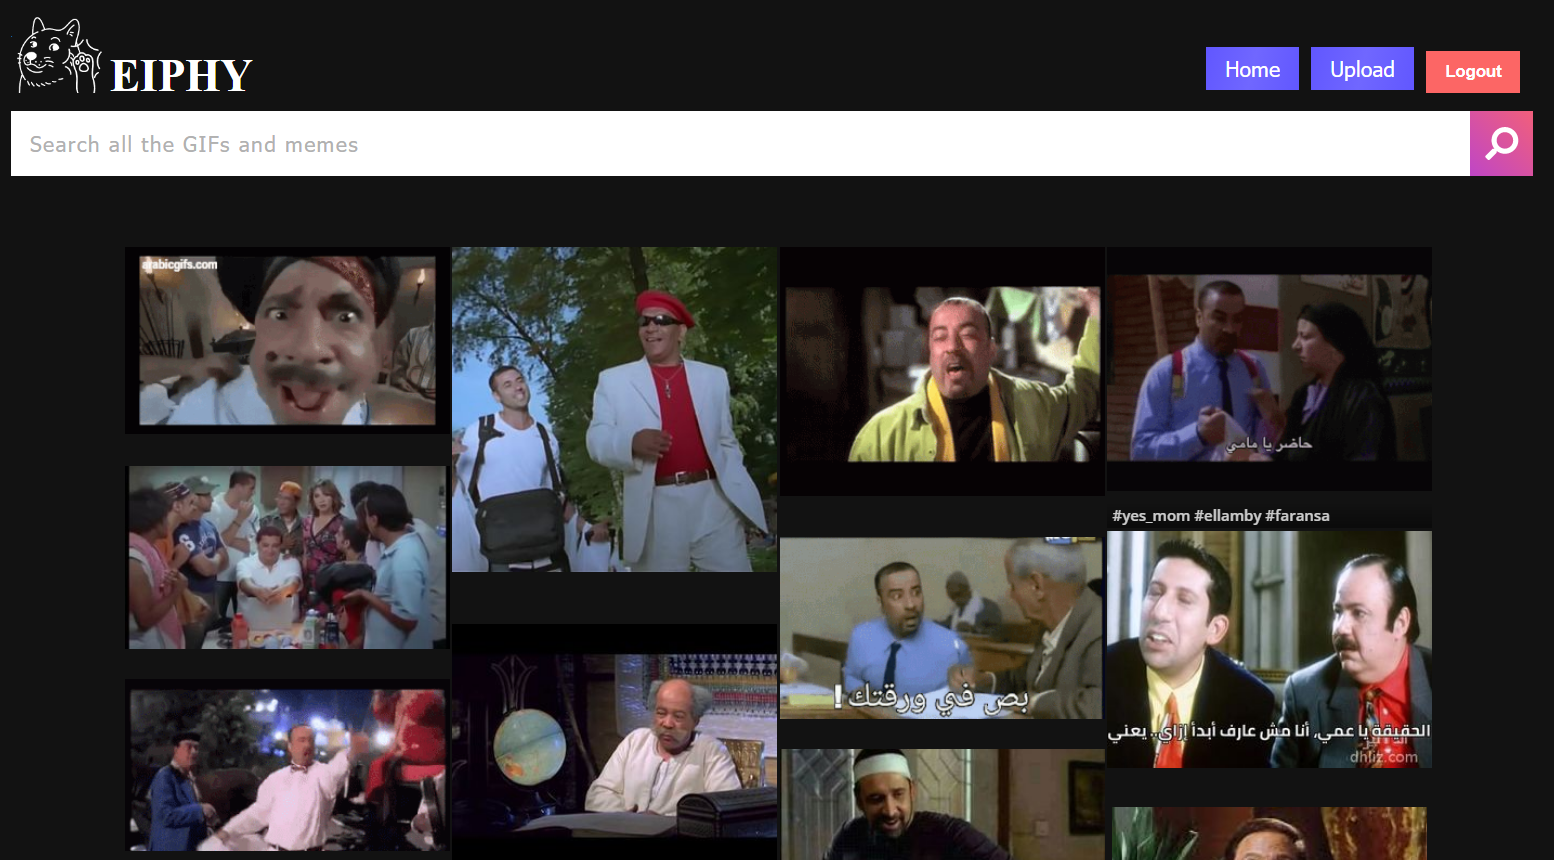 EIPHY
Home
Upload
Logout
Search all the GIFs and memes
arabicgifs.com
حاضر يا مامي
#yes_mom #ellamby #faransa
بص في ورقتك!
الحقيقة يا عمي، أنا مش عارف أبدأ إزاي.. يعني
dhliz.com